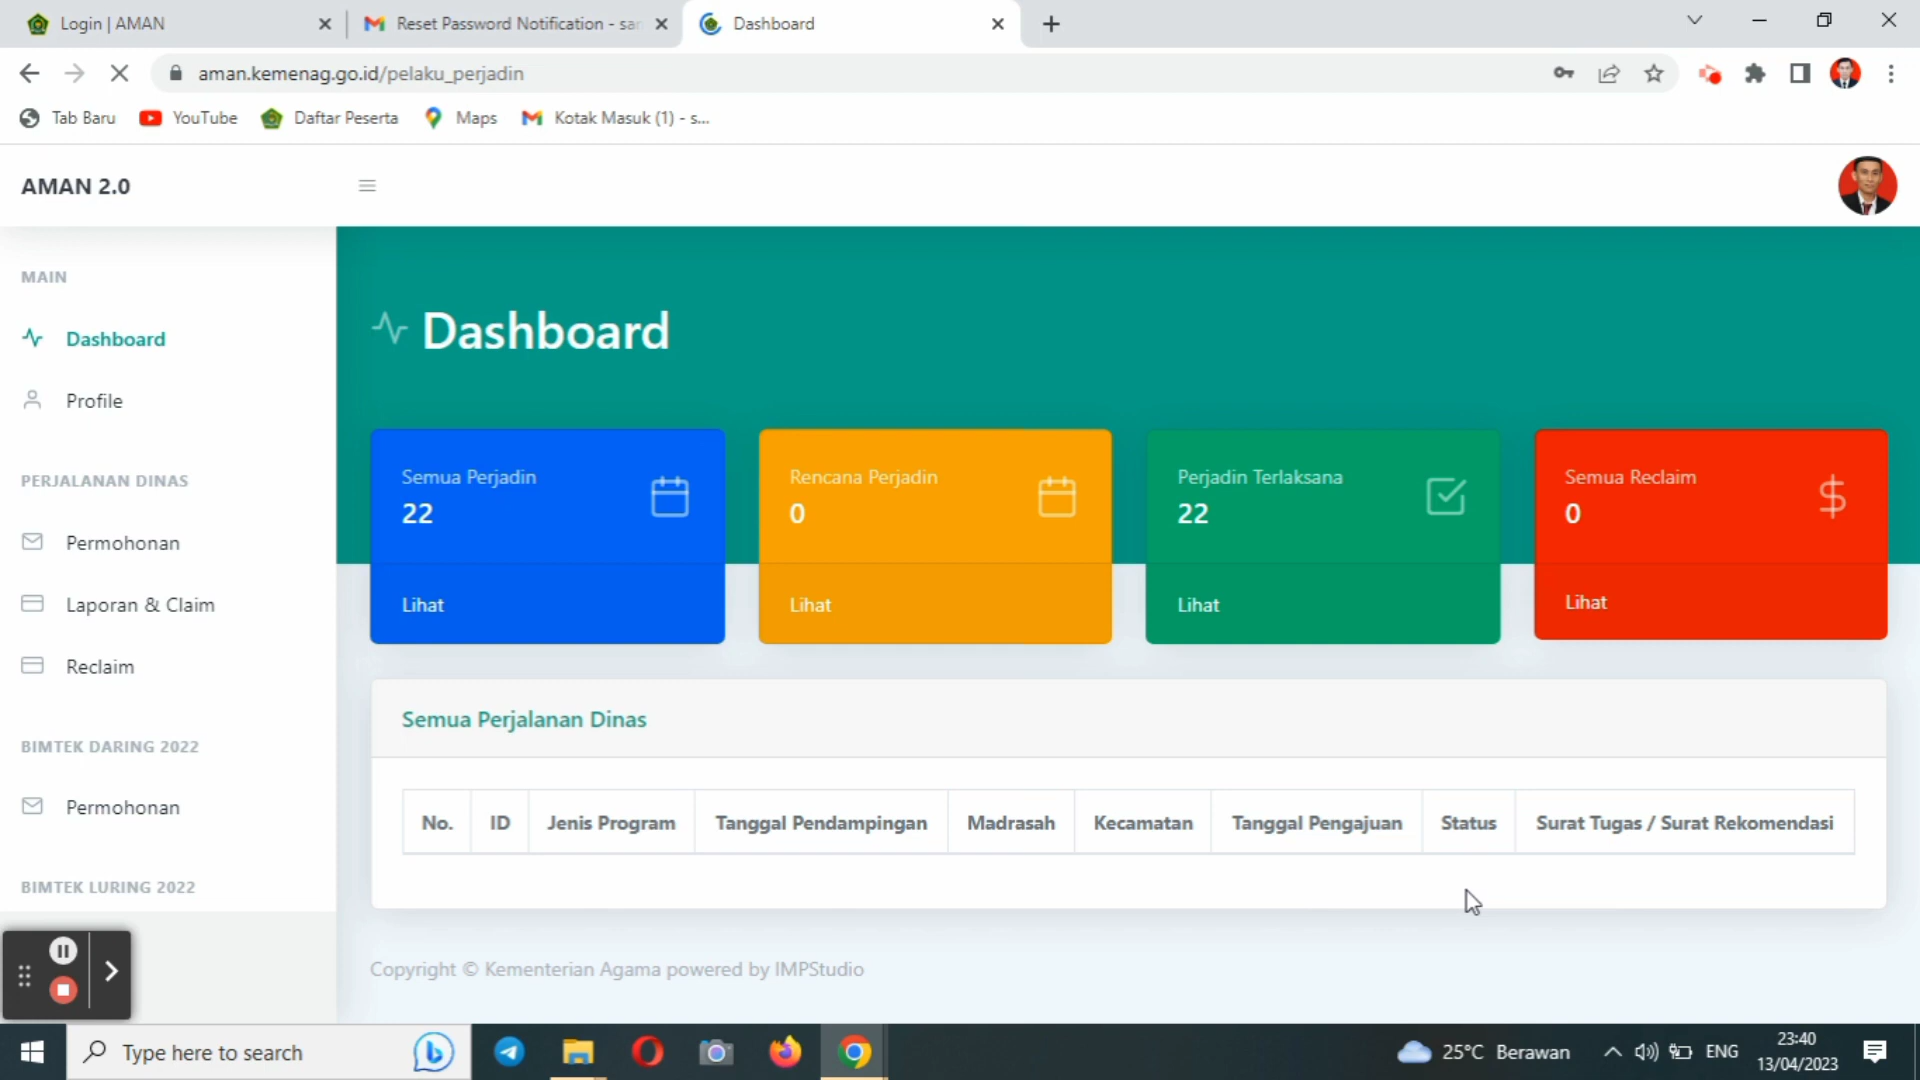 Login | AMAN
Reset Password Notification - sar
Dashboard
aman.kemenag.go.id/pelaku_perjadin
Tab Baru
YouTube
Daftar Peserta
Maps
Kotak Masuk (1) - s...
AMAN 2.0
MAIN
Dashboard
Profile
PERJALANAN DINAS
Permohonan
Laporan & Claim
Reclaim
BIMTEK DARING 2022
Permohonan
BIMTEK LURING 2022
Dashboard
Semua Perjadin
22
Lihat
Rencana Perjadin
0
Lihat
Perjadin Terlaksana
22
Lihat
Semua Reclaim
0
Lihat
Semua Perjalanan Dinas
No. ID Jenis Program Tanggal Pendampingan Madrasah Kecamatan Tanggal Pengajuan Status Surat Tugas / Surat Rekomendasi
Copyright © Kementerian Agama powered by IMPStudio
Type here to search
25°C Berawan
ENG
23:40
13/04/2023